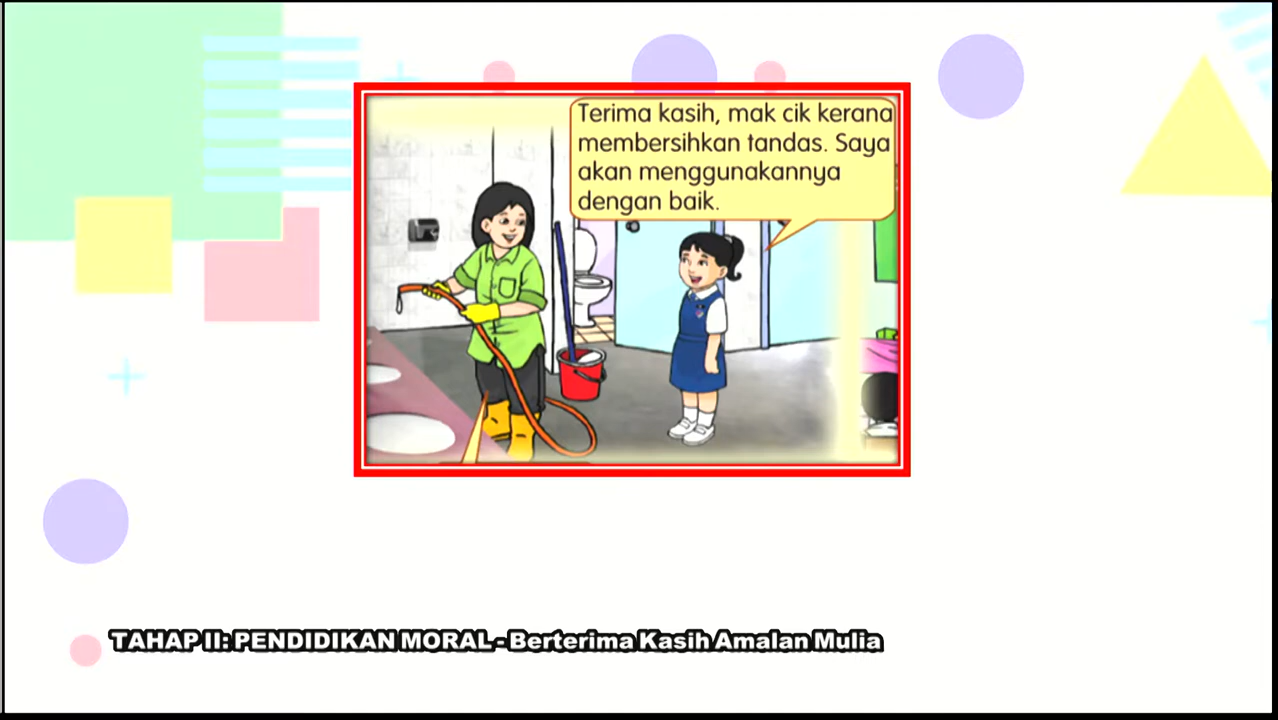 Terima kasih, mak cik kerana
membersihkan tandas. Saya
akan menggunakannya
dengan baik.
TAHAP II: PENDIDIKAN MORAL - Berterima Kasih Amalan Mulia